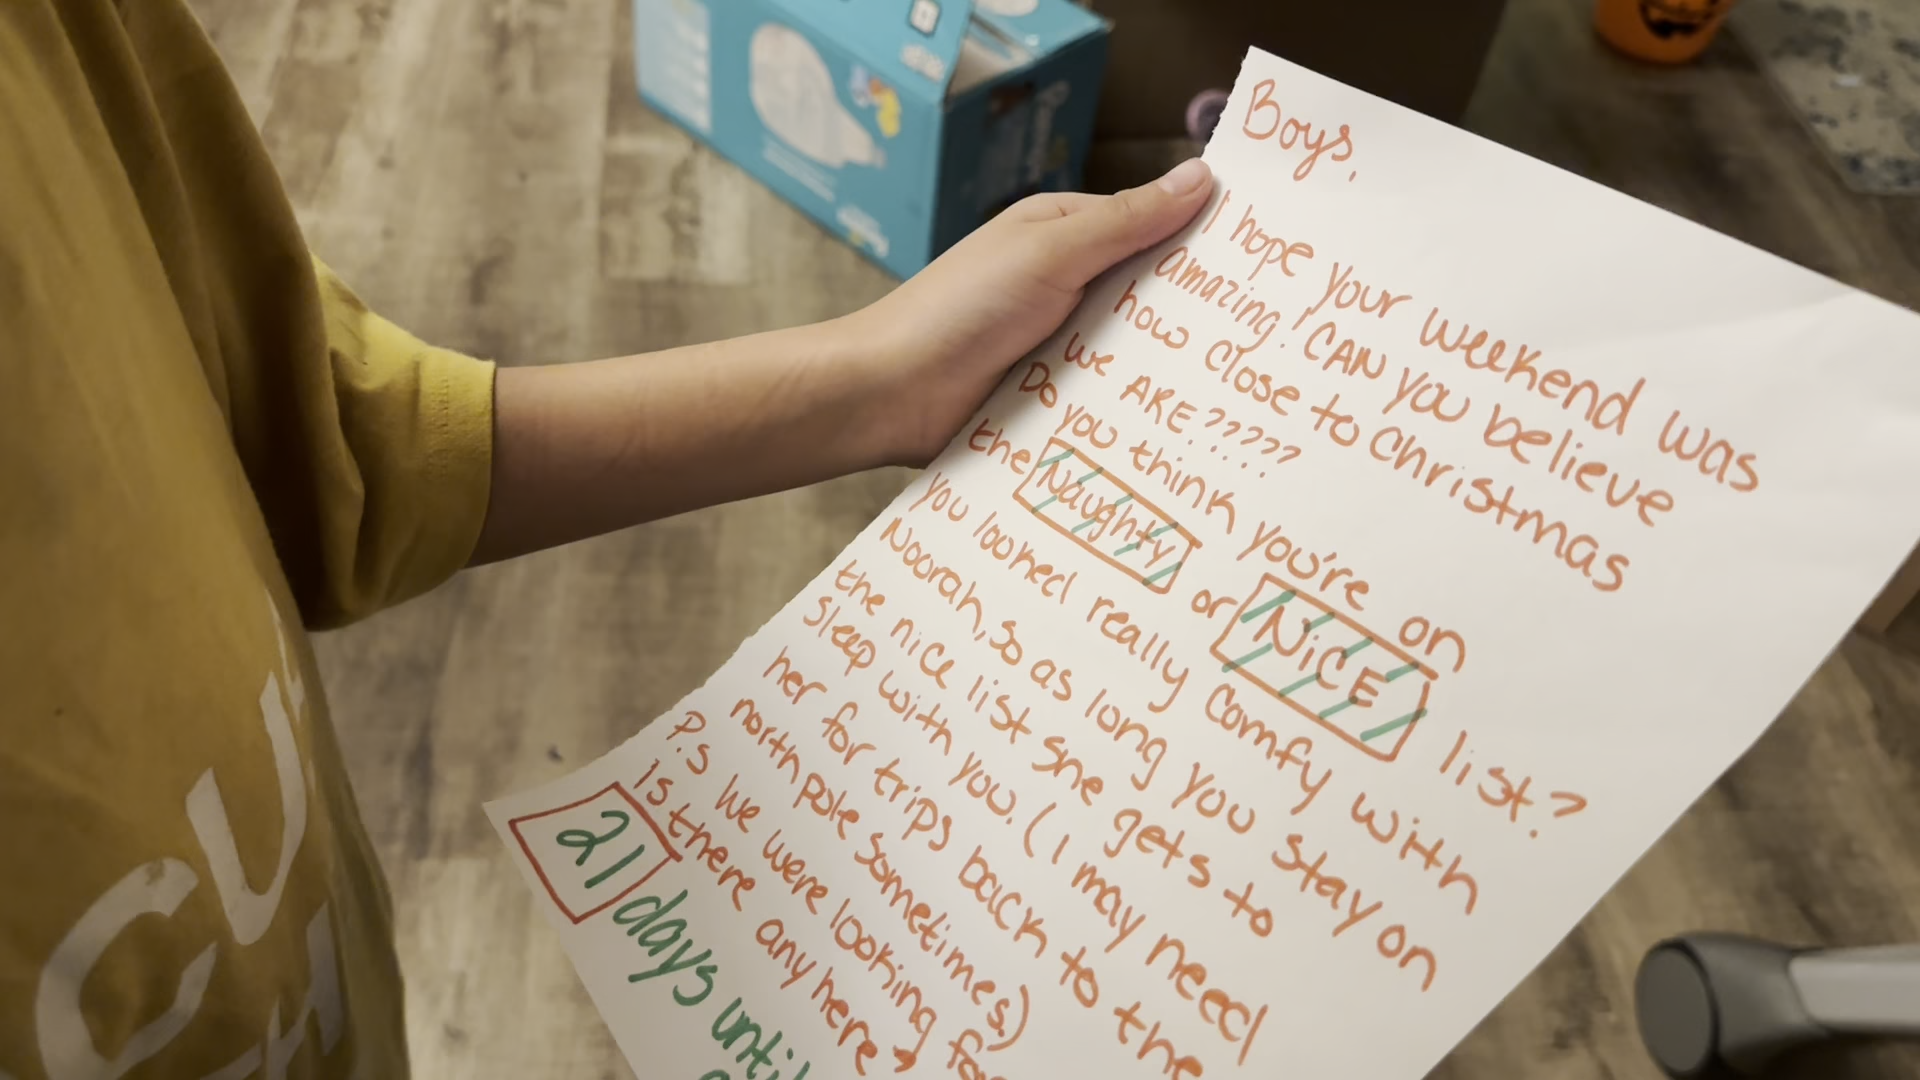 Boys,
I hope your weekend was
amazing! CAN you believe
how close to Christmas
we ARE?????
Do you think you're on
the Naughty or NiCE list?
you looked really comfy with
Noorah, so as long you stay on
the nice list she gets to
sleep with you. (I may need
her for trips back to the
north pole sometimes.)
P.S We were looking for
is there any here →
21 days until